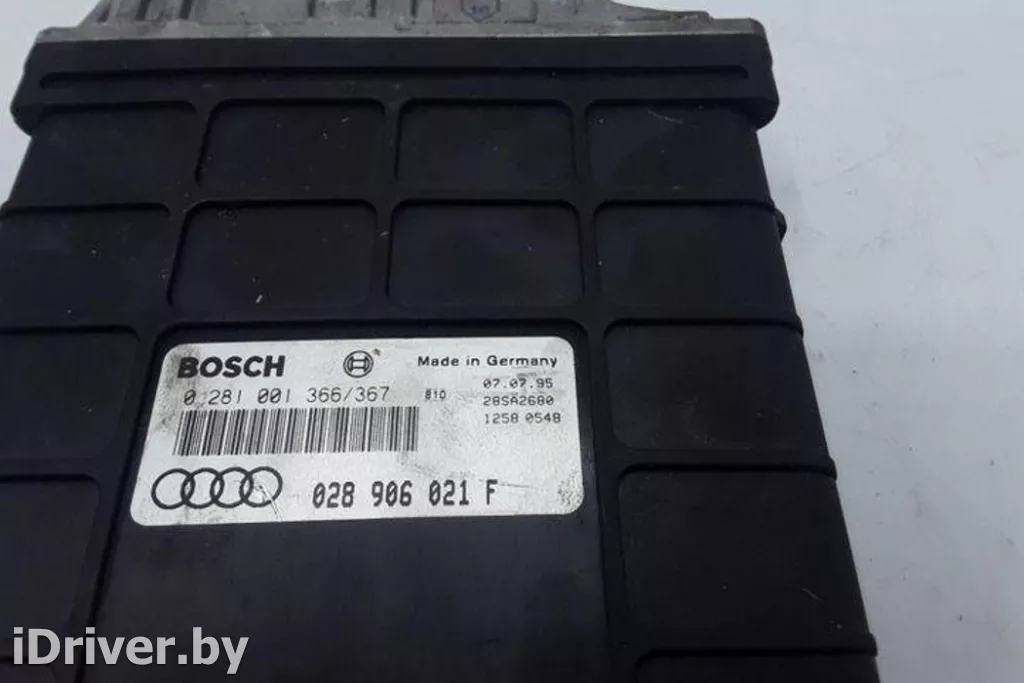 BOSCH
Made in Germany
0 281 001 366/367
810
07.07.95
28SA2680
1258 0548
028 906 021 F
iDriver.by